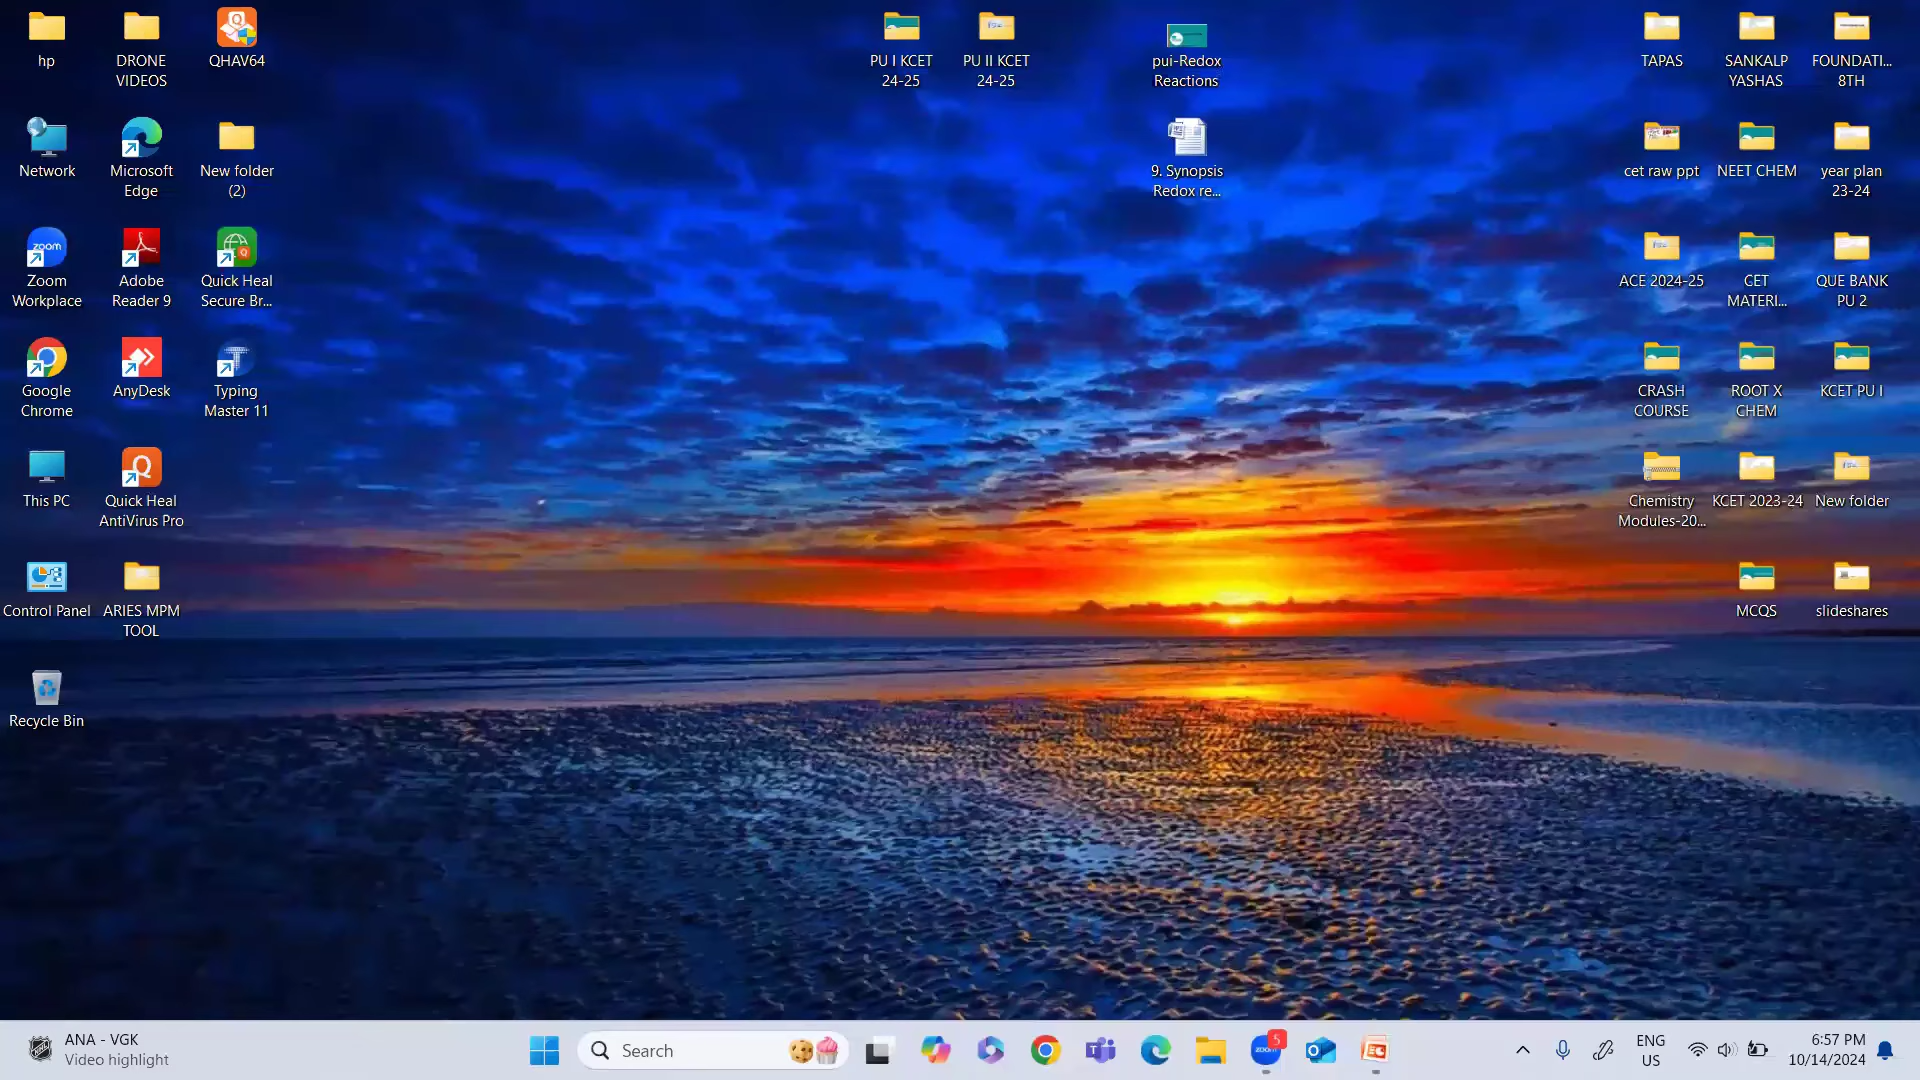 hp
DRONE
VIDEOS
QHAV64
PU I KCET
24-25
PU II KCET
24-25
pui-Redox
Reactions
TAPAS
SANKALP
YASHAS
FOUNDATI...
8TH
Network
Microsoft
Edge
New folder
(2)
9. Synopsis
Redox re...
cet raw ppt
NEET CHEM
year plan
23-24
zoom
Zoom
Workplace
Adobe
Reader 9
Quick Heal
Secure Br...
ACE 2024-25
CET
MATERI...
QUE BANK
PU 2
Google
Chrome
AnyDesk
Typing
Master 11
CRASH
COURSE
ROOT X
CHEM
KCET PU I
This PC
Quick Heal
AntiVirus Pro
Chemistry
Modules-20...
KCET 2023-24
New folder
Control Panel
ARIES MPM
TOOL
MCQS
slideshares
Recycle Bin
ANA - VGK
Video highlight
Search
zoom
5
ENG
US
6:57 PM
10/14/2024